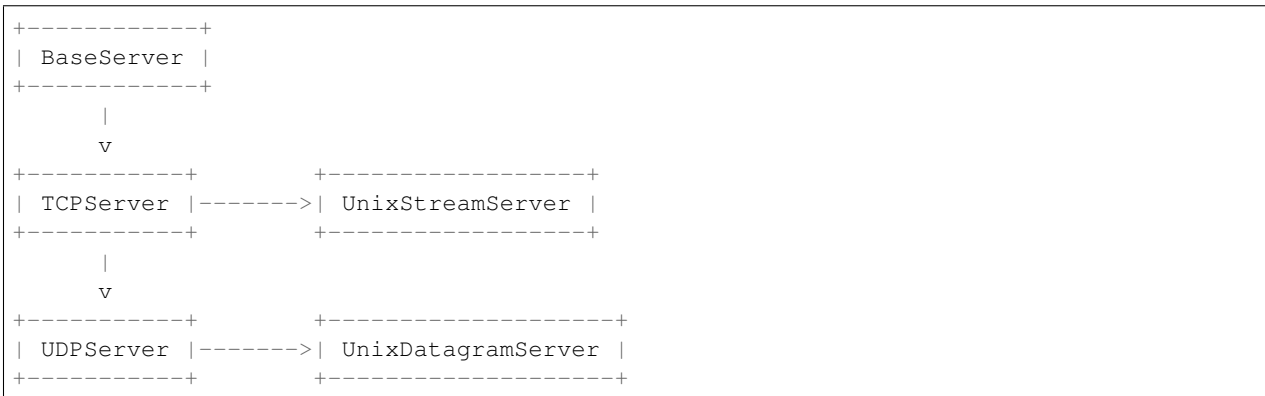 +------------+
| BaseServer |
+------------+
      |
      v
+-----------+        +------------------+
| TCPServer |------->| UnixStreamServer |
+-----------+        +------------------+
      |
      v
+-----------+        +--------------------+
| UDPServer |------->| UnixDatagramServer |
+-----------+        +--------------------+